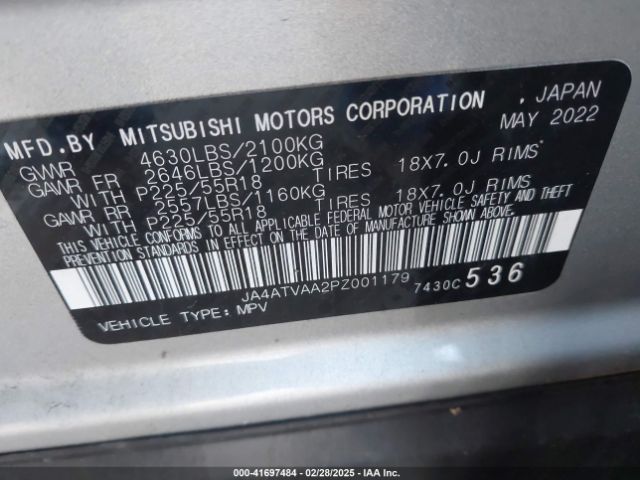 MFD.BY MITSUBISHI MOTORS CORPORATION , JAPAN
MAY 2022
GVWR 4630LBS/2100KG
GAWR FR 2646LBS/1200KG
WITH P225/55R18 TIRES 18X7.0J RIMS
GAWR RR 2557LBS/1160KG
WITH P225/55R18 TIRES 18X7.0J RIMS
THIS VEHICLE CONFORMS TO ALL APPLICABLE FEDERAL MOTOR VEHICLE SAFETY AND THEFT
PREVENTION STANDARDS IN EFFECT ON THE DATE OF MANUFACTURE SHOWN ABOVE.
JA4ATVAA2PZ001179 7430C 536
VEHICLE TYPE: MPV
000-41697484 | 02/28/2025 - IAA Inc.